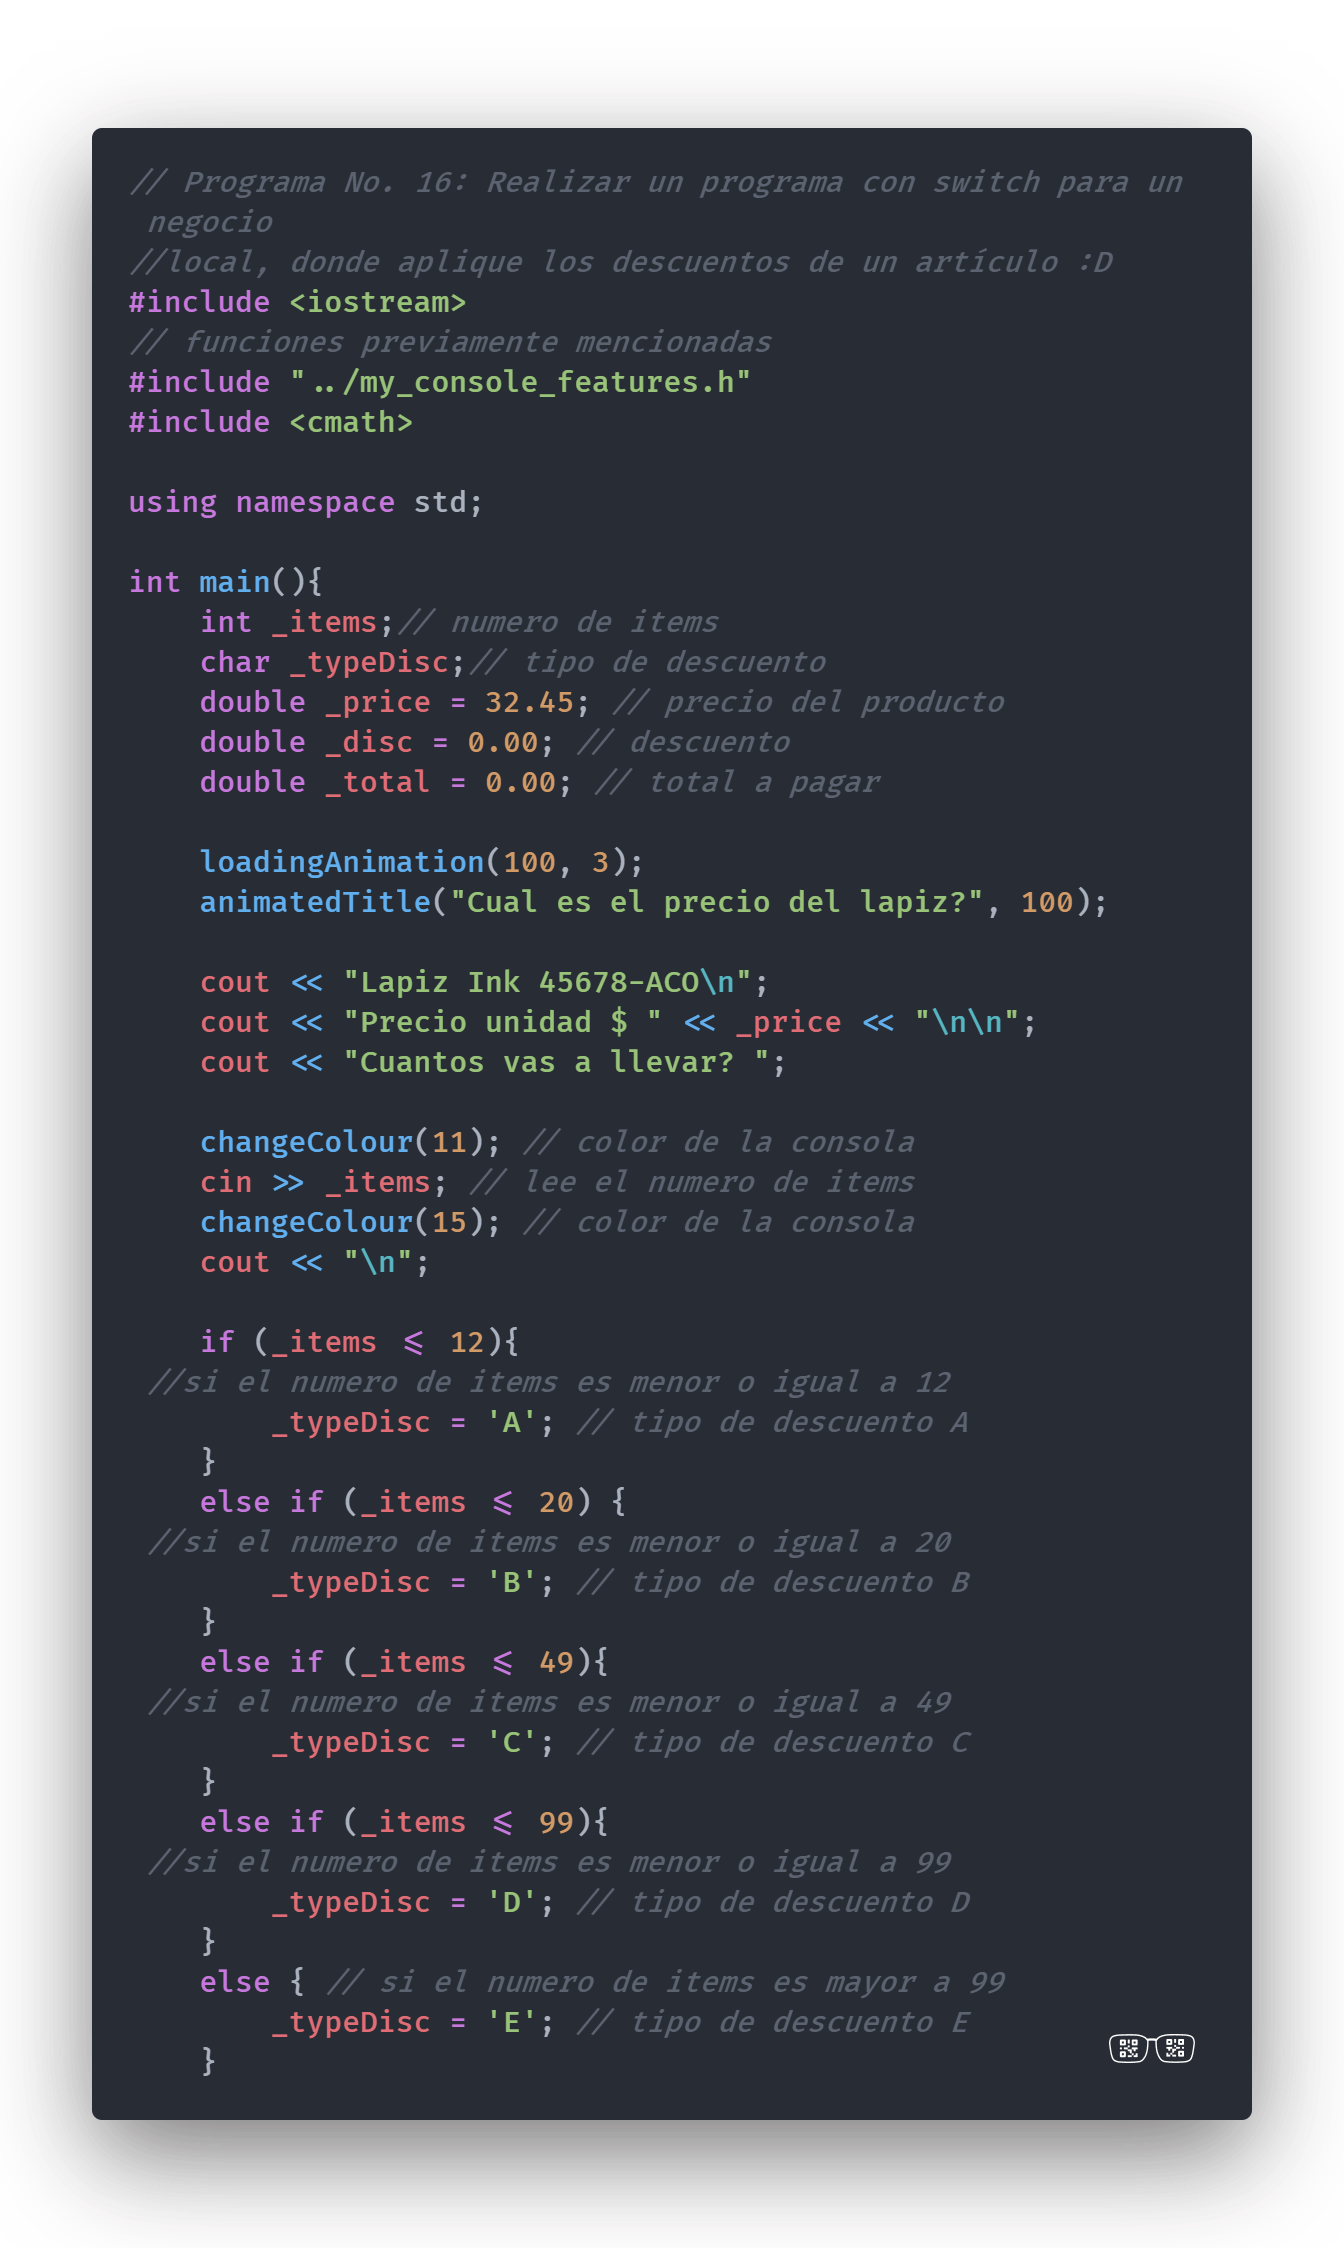 // Programa No. 16: Realizar un programa con switch para un
 negocio
//local, donde aplique los descuentos de un artículo :D
#include <iostream>
// funciones previamente mencionadas
#include "../my_console_features.h"
#include <cmath>

using namespace std;

int main(){
    int _items;// numero de items
    char _typeDisc;// tipo de descuento
    double _price = 32.45; // precio del producto
    double _disc = 0.00; // descuento
    double _total = 0.00; // total a pagar

    loadingAnimation(100, 3);
    animatedTitle("Cual es el precio del lapiz?", 100);

    cout << "Lapiz Ink 45678-ACO\n";
    cout << "Precio unidad $ " << _price << "\n\n";
    cout << "Cuantos vas a llevar? ";

    changeColour(11); // color de la consola
    cin >> _items; // lee el numero de items
    changeColour(15); // color de la consola
    cout << "\n";

    if (_items <= 12){
 //si el numero de items es menor o igual a 12
        _typeDisc = 'A'; // tipo de descuento A
    }
    else if (_items <= 20) {
 //si el numero de items es menor o igual a 20
        _typeDisc = 'B'; // tipo de descuento B
    }
    else if (_items <= 49){
 //si el numero de items es menor o igual a 49
        _typeDisc = 'C'; // tipo de descuento C
    }
    else if (_items <= 99){
 //si el numero de items es menor o igual a 99
        _typeDisc = 'D'; // tipo de descuento D
    }
    else { // si el numero de items es mayor a 99
        _typeDisc = 'E'; // tipo de descuento E
    }